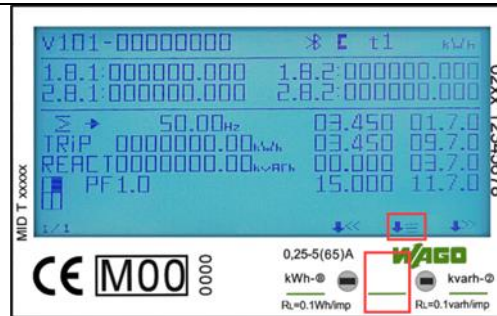 v101-00000000 E t1 kWh
1.8.1:000000.000 1.8.2:000000.000
2.8.1:000000.000 2.8.2:000000.000
Σ 50.00Hz 03.450 01.7.0
TRiP 0000000.00kWh 03.450 09.7.0
REACT0000000.00kvarh 00.000 03.7.0
PF1.0 15.000 11.7.0
1/1
MID T xxxxx
CE M00 0000
0,25-5(65)A
WAGO
kWh-① kvarh-②
RL=0.1Wh/imp RL=0.1varh/imp